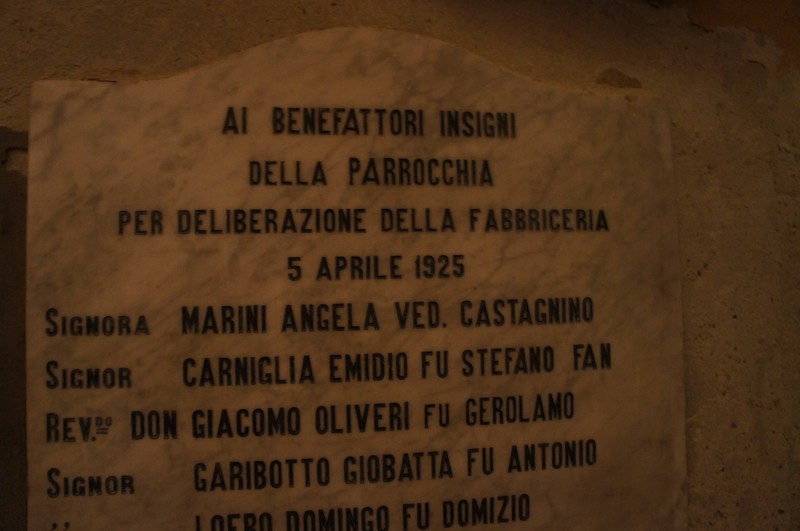 AI BENEFATTORI INSIGNI
DELLA PARROCCHIA
PER DELIBERAZIONE DELLA FABBRICERIA
5 APRILE 1925
SIGNORA MARINI ANGELA VED. CASTAGNINO
SIGNOR CARNIGLIA EMIDIO FU STEFANO FAN
REV.DO DON GIACOMO OLIVERI FU GEROLAMO
SIGNOR GARIBOTTO GIOBATTA FU ANTONIO
,, LOERO DOMINGO FU DOMIZIO